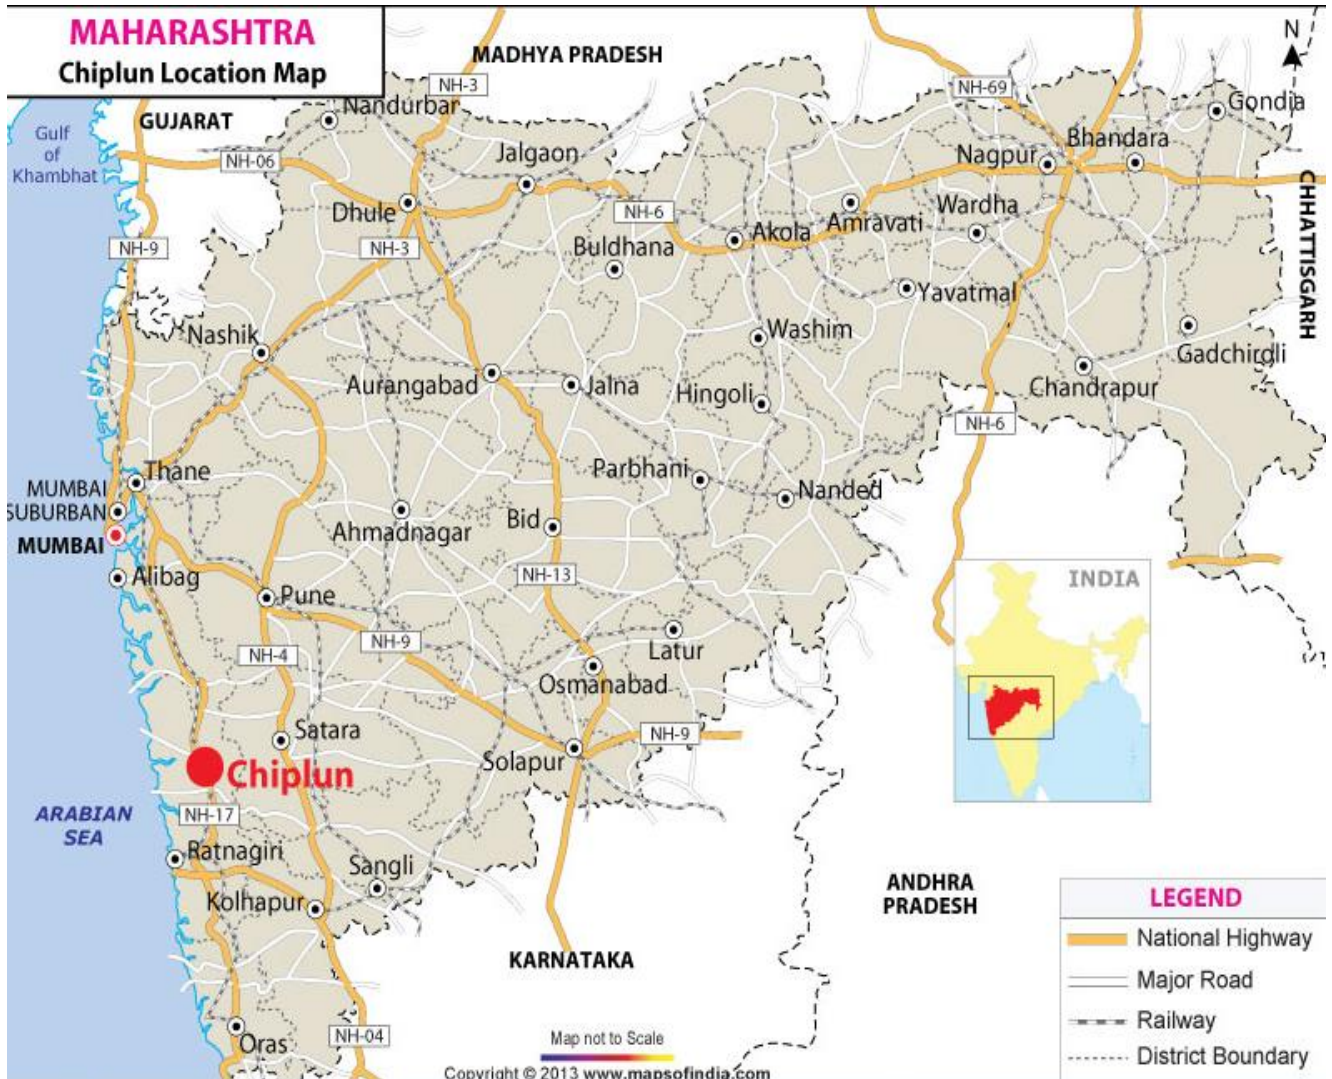 MAHARASHTRA
Chiplun Location Map
MADHYA PRADESH
N
NH-3
NH-69
Nandurbar
Gondia
GUJARAT
Gulf
of
Khambhat
Bhandara
Jalgaon
Nagpur
NH-06
CHHATTISGARH
Dhule
NH-6
Wardha
Amravati
Akola
NH-9
NH-3
Buldhana
Yavatmal
Nashik
Washim
Gadchirdli
Aurangabad
Jalna
Hingoli
Chandrapur
NH-6
Thane
Parbhani
MUMBAI
SUBURBAN
Nanded
Ahmadnagar
Bid
MUMBAI
Alibag
NH-13
INDIA
Pune
NH-9
NH-4
Latur
Osmanabad
Satara
NH-9
Solapur
Chiplun
ARABIAN
SEA
NH-17
Ratnagiri
Sangli
ANDHRA
PRADESH
Kolhapur
LEGEND
National Highway
KARNATAKA
Major Road
Railway
NH-04
Oras
Map not to Scale
District Boundary
Copyright © 2013 www.mapsofindia.com